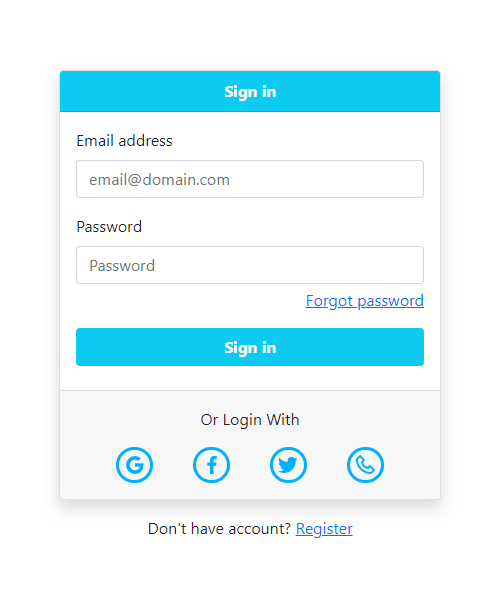 Sign in
Email address
email@domain.com
Password
Password
Forgot password
Sign in
Or Login With
Don't have account? Register